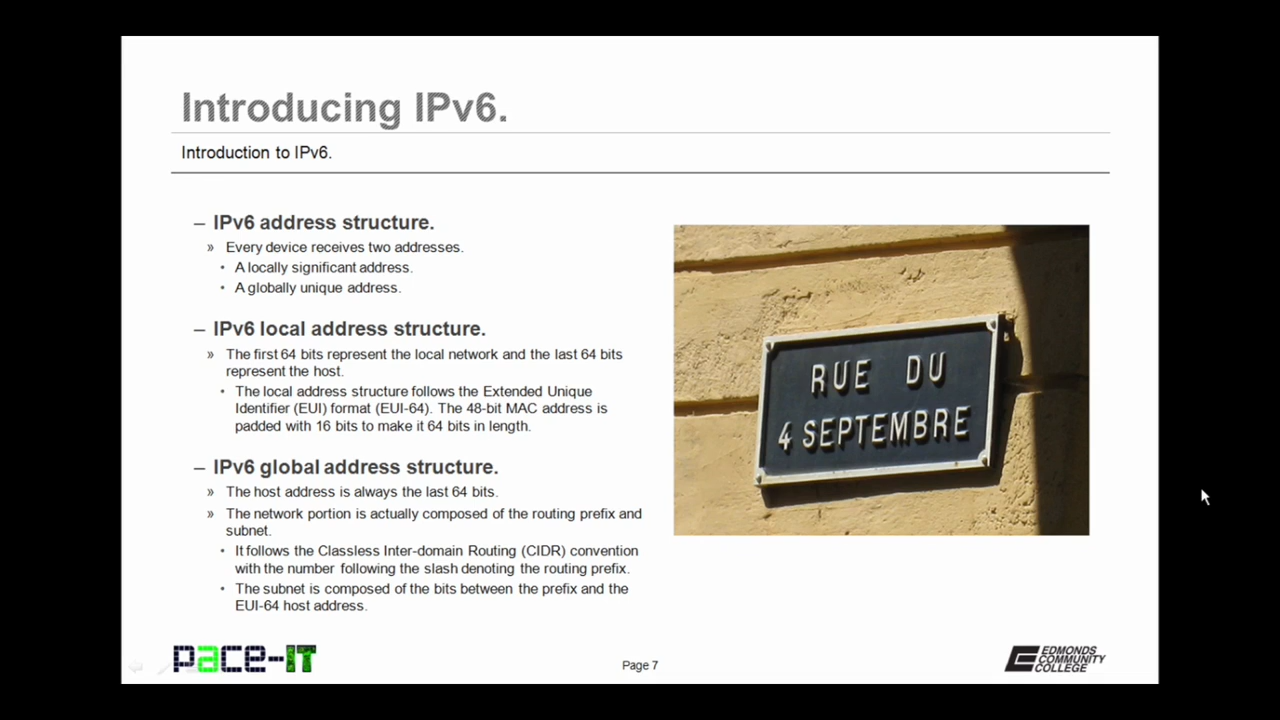 Introducing IPv6.
Introduction to IPv6.
– IPv6 address structure.
» Every device receives two addresses.
• A locally significant address.
• A globally unique address.
– IPv6 local address structure.
» The first 64 bits represent the local network and the last 64 bits
represent the host.
• The local address structure follows the Extended Unique
Identifier (EUI) format (EUI-64). The 48-bit MAC address is
padded with 16 bits to make it 64 bits in length.
– IPv6 global address structure.
» The host address is always the last 64 bits.
» The network portion is actually composed of the routing prefix and
subnet.
• It follows the Classless Inter-domain Routing (CIDR) convention
with the number following the slash denoting the routing prefix.
• The subnet is composed of the bits between the prefix and the
EUI-64 host address.
RUE DU
4 SEPTEMBRE
pace-IT
Page 7
EDMONDS
COMMUNITY
COLLEGE